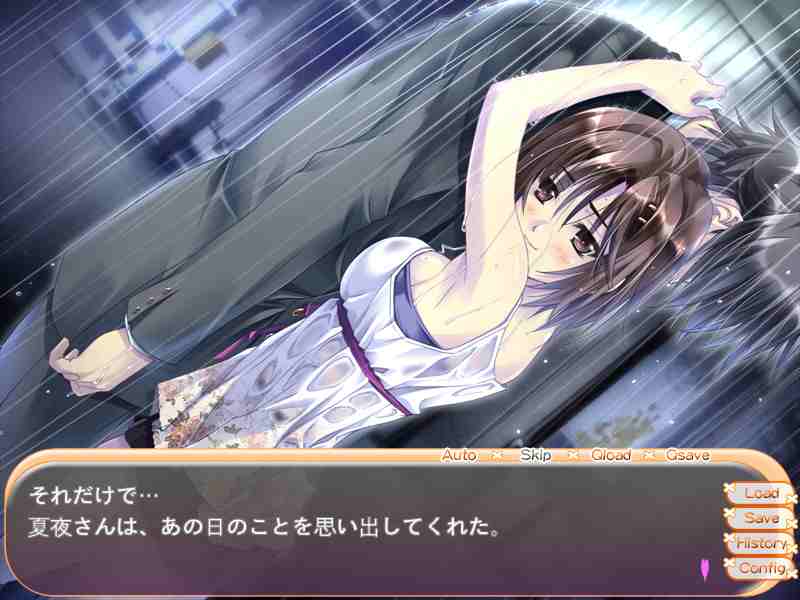 Auto Skip Qload Qsave
それだけで…
夏夜さんは、あの日のことを思い出してくれた。
Load
Save
History
Config